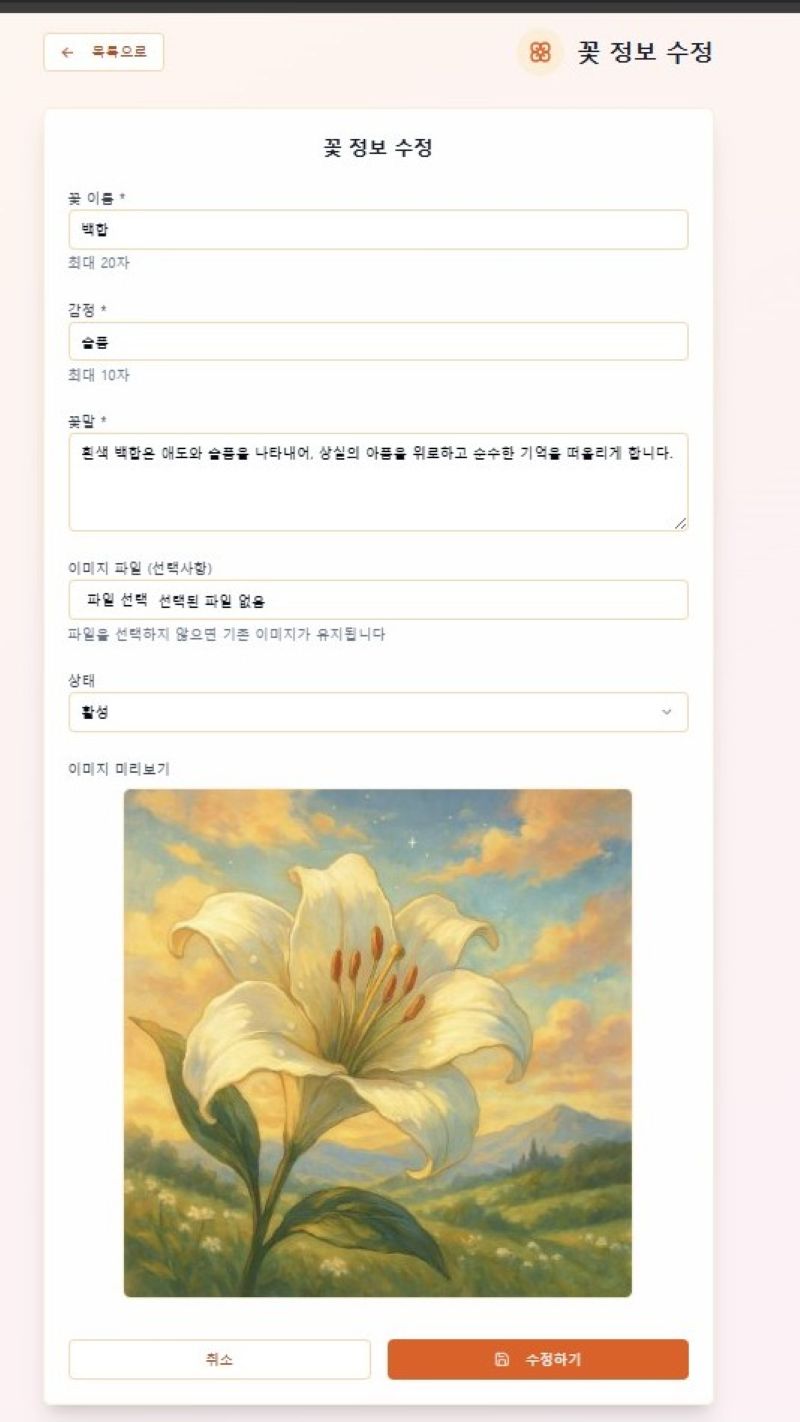 목록으로
꽃 정보 수정
꽃 정보 수정
꽃 이름 *
백합
최대 20자
감정 *
슬픔
최대 10자
꽃말 *
흰색 백합은 애도와 슬픔을 나타내어, 상실의 아픔을 위로하고 순수한 기억을 떠올리게 합니다.
이미지 파일 (선택사항)
파일 선택 선택된 파일 없음
파일을 선택하지 않으면 기존 이미지가 유지됩니다
상태
활성
이미지 미리보기
취소
수정하기